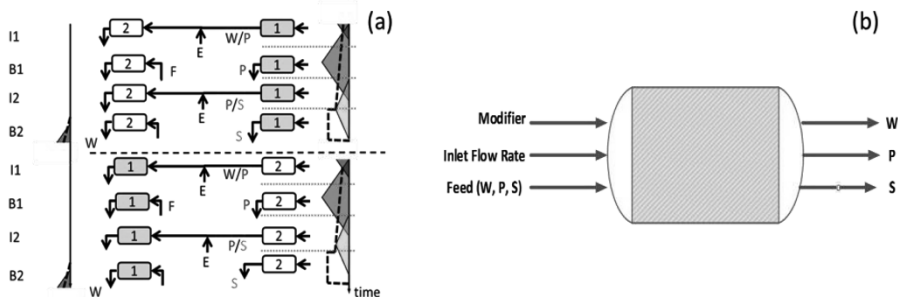 (a)
I1
2
E
W/P
1
B1
2
F
P
1
I2
2
E
P/S
1
B2
W
2
S
1
I1
1
E
W/P
2
B1
1
F
P
2
I2
1
E
P/S
2
B2
W
1
S
2
time
(b)
Modifier
Inlet Flow Rate
Feed (W, P, S)
W
P
S